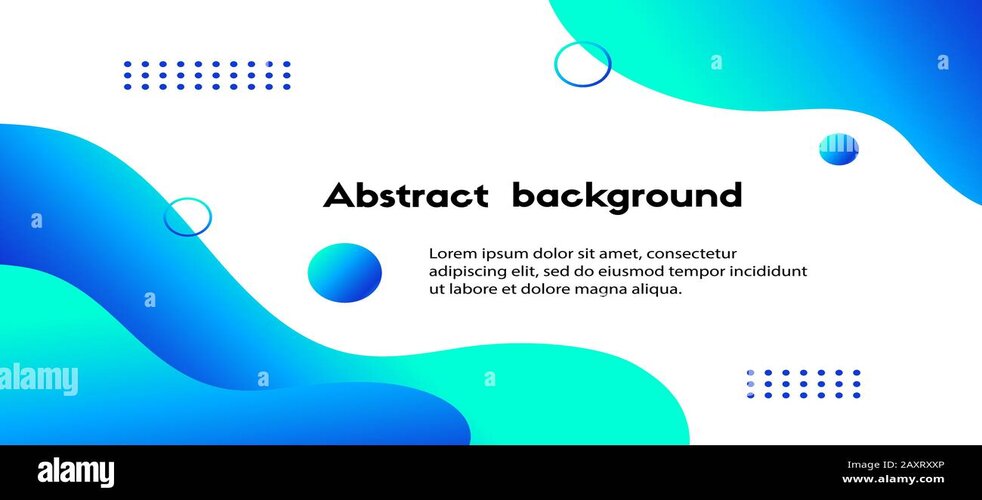 a
a
alamy
Abstract background
a
Lorem ipsum dolor sit amet, consectetur
adipiscing elit, sed do eiusmod tempor incididunt
ut labore et dolore magna aliqua.
a
alamy
a
a
alamy
Image ID: 2AXRXXP
www.alamy.com